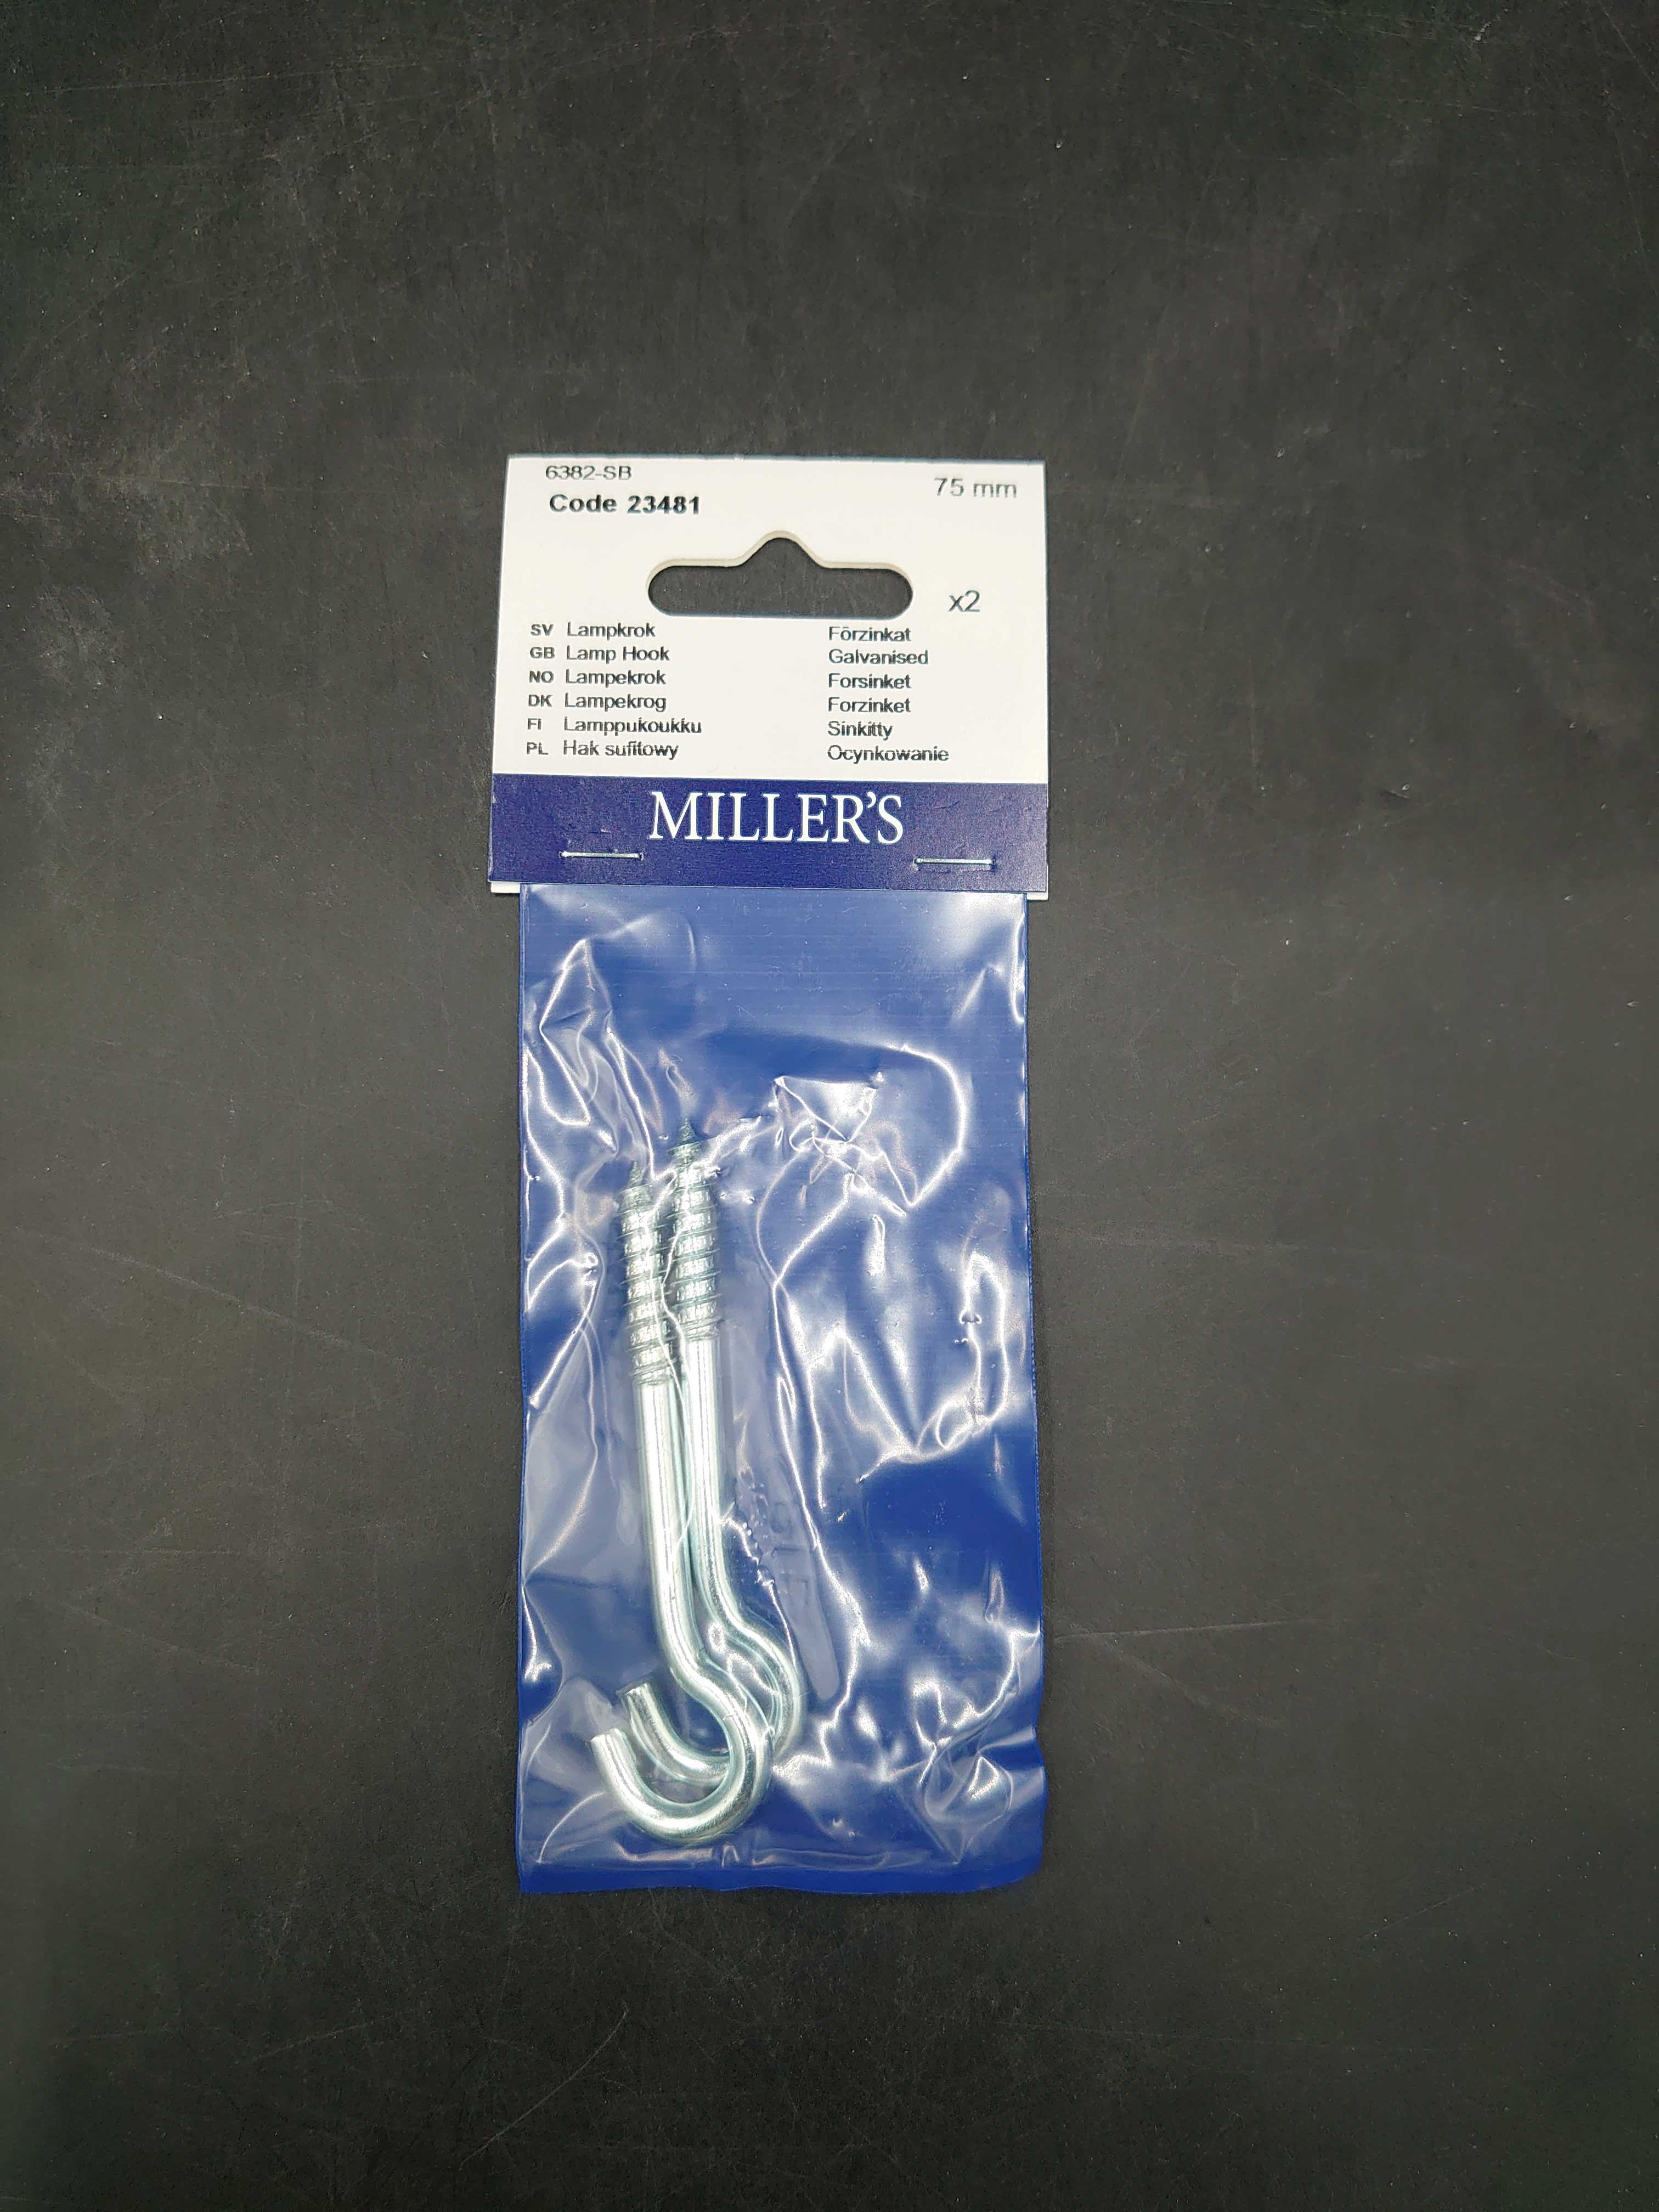 6382-SB
Code 23481
75 mm
x2
SV Lampkrok Förzinkat
GB Lamp Hook Galvanised
NO Lampekrok Forsinket
DK Lampekrog Forzinket
FI Lamppukoukku Sinkitty
PL Hak sufitowy Ocynkowanie
MILLER'S